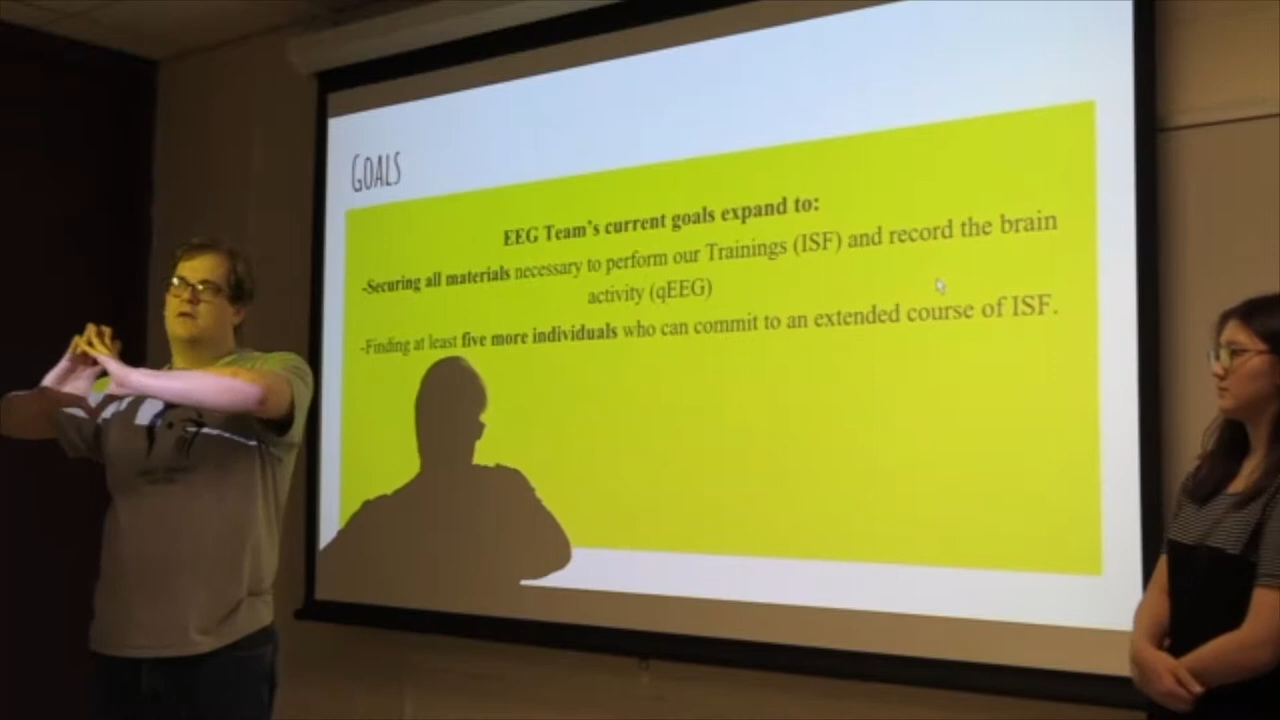 Goals
EEG Team's current goals expand to:
-Securing all materials necessary to perform our Trainings (ISF) and record the brain
activity (qEEG)
-Finding at least five more individuals who can commit to an extended course of ISF.